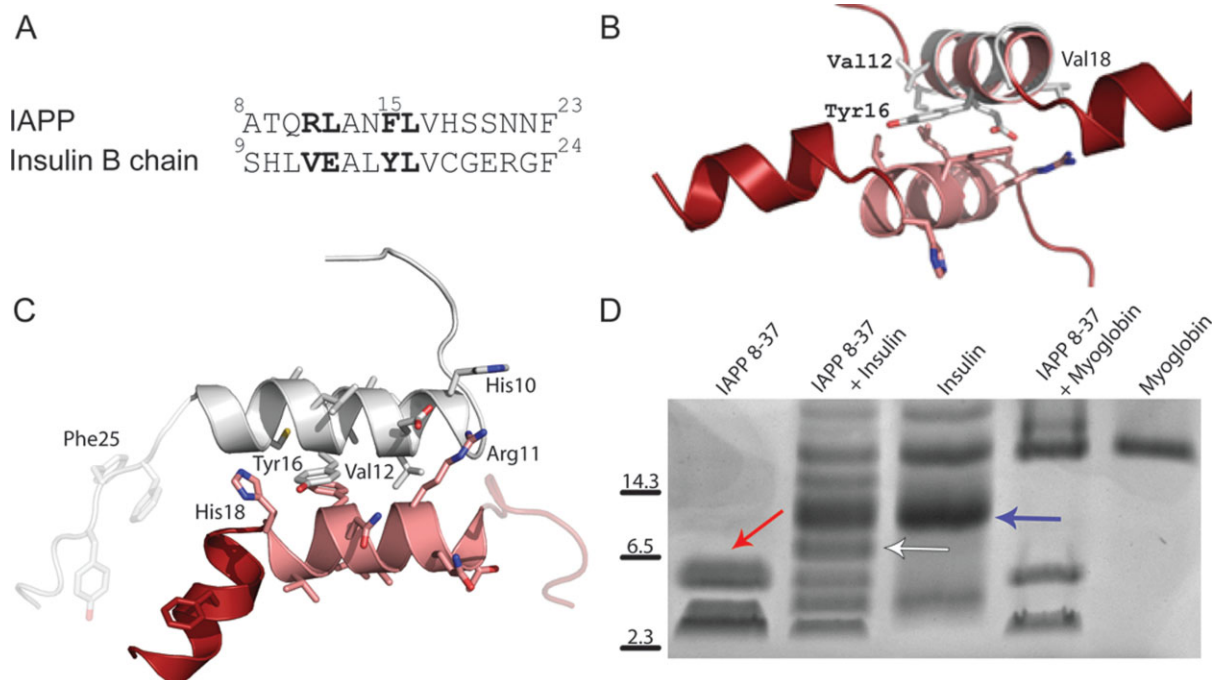 A
8 15 23
IAPP ATQRLANFLVHSSNNF
Insulin B chain SHLVEALYLVCGERGF
9 24
B
Val12
Val18
Tyr16
C
His10
Phe25
Tyr16
Val12
Arg11
His18
D
IAPP 8-37
IAPP 8-37
+ Insulin
Insulin
IAPP 8-37
+ Myoglobin
Myoglobin
14.3
6.5
2.3